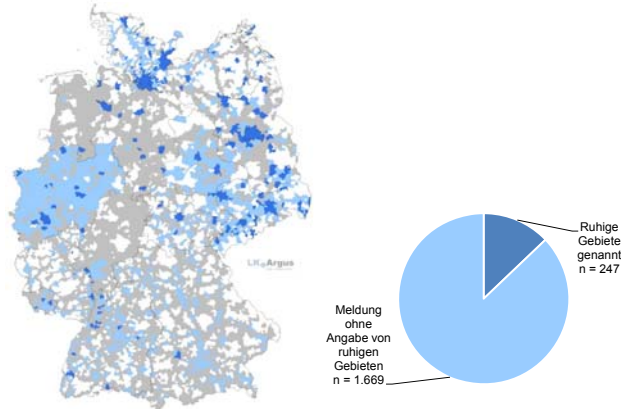 LK Argus
Ruhige
Gebiete
genannt
n = 247
Meldung
ohne
Angabe von
ruhigen
Gebieten
n = 1.669